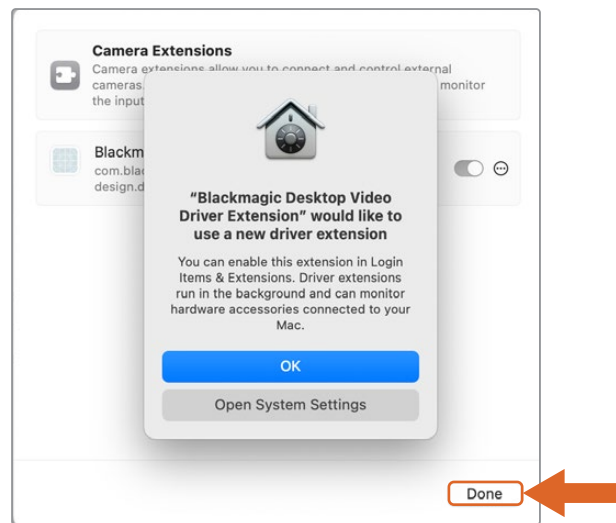 Camera Extensions
Camera extensions allow you to connect and control external
cameras
monitor
the input
Blackm
com.blac
design.d
“Blackmagic Desktop Video
Driver Extension” would like to
use a new driver extension
You can enable this extension in Login
Items & Extensions. Driver extensions
run in the background and can monitor
hardware accessories connected to your
Mac.
OK
Open System Settings
Done